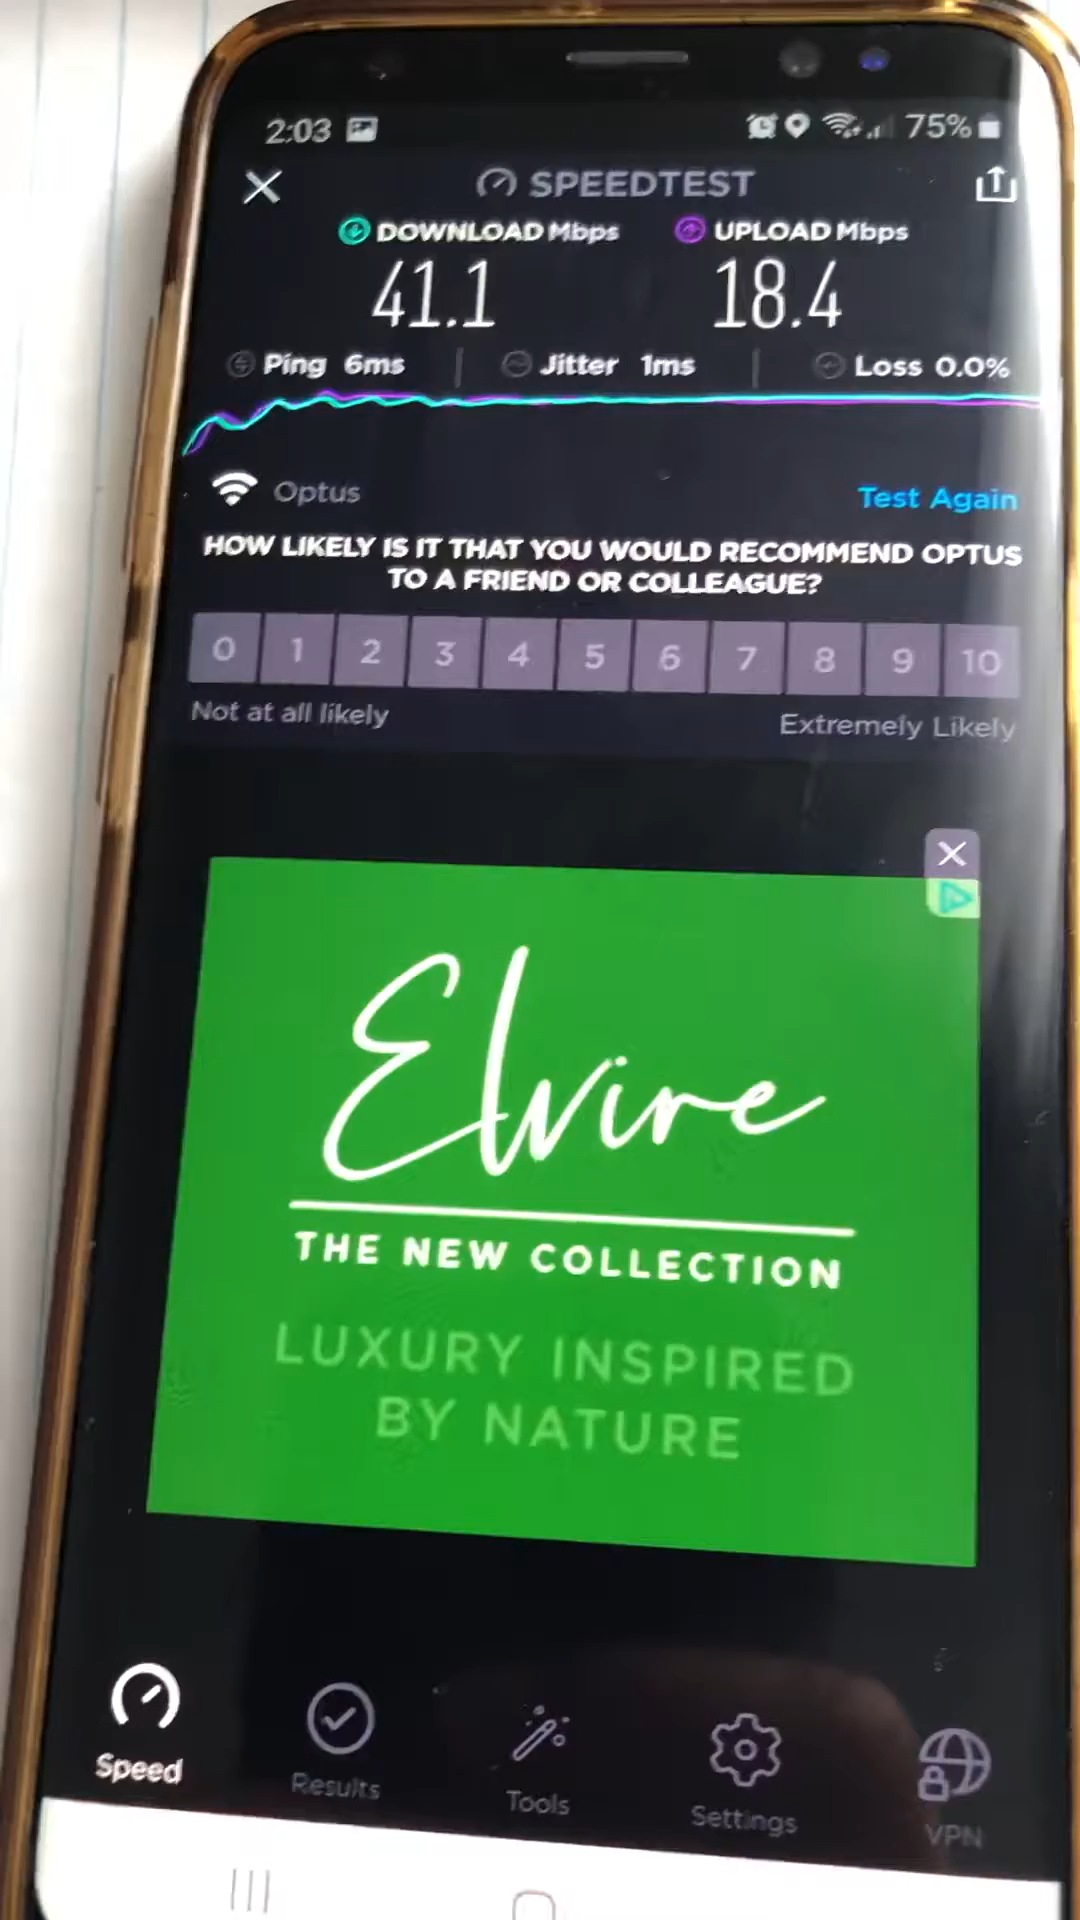 2:03 75%
SPEEDTEST
DOWNLOAD Mbps UPLOAD Mbps
41.1 18.4
Ping 6ms Jitter 1ms Loss 0.0%
Optus Test Again
HOW LIKELY IS IT THAT YOU WOULD RECOMMEND OPTUS
TO A FRIEND OR COLLEAGUE?
0 1 2 3 4 5 6 7 8 9 10
Not at all likely Extremely Likely
Elvire
THE NEW COLLECTION
LUXURY INSPIRED
BY NATURE
Speed Results Tools Settings VPN